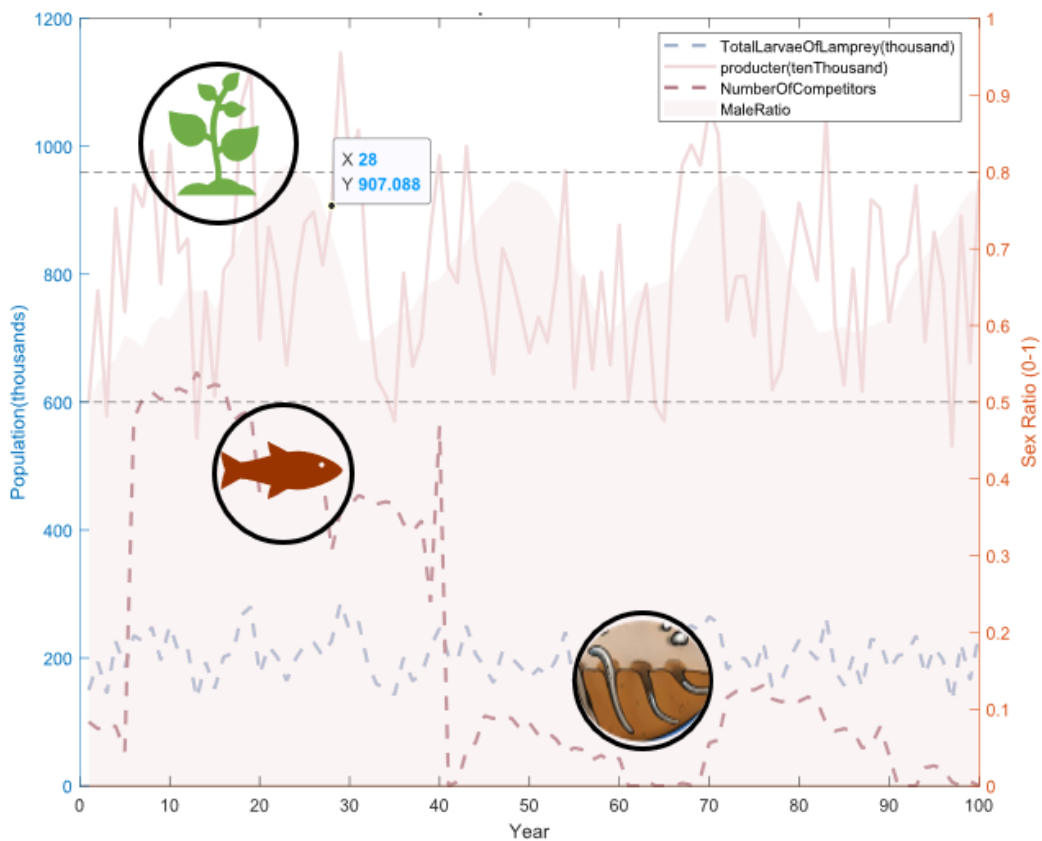 1200
1000
800
600
400
200
0
Population(thousands)
TotalLarvaeOfLamprey(thousand)
producter(tenThousand)
NumberOfCompetitors
MaleRatio
X 28
Y 907.088
1
0.9
0.8
0.7
0.6
0.5
0.4
0.3
0.2
0.1
0
Sex Ratio (0-1)
0 10 20 30 40 50 60 70 80 90 100
Year